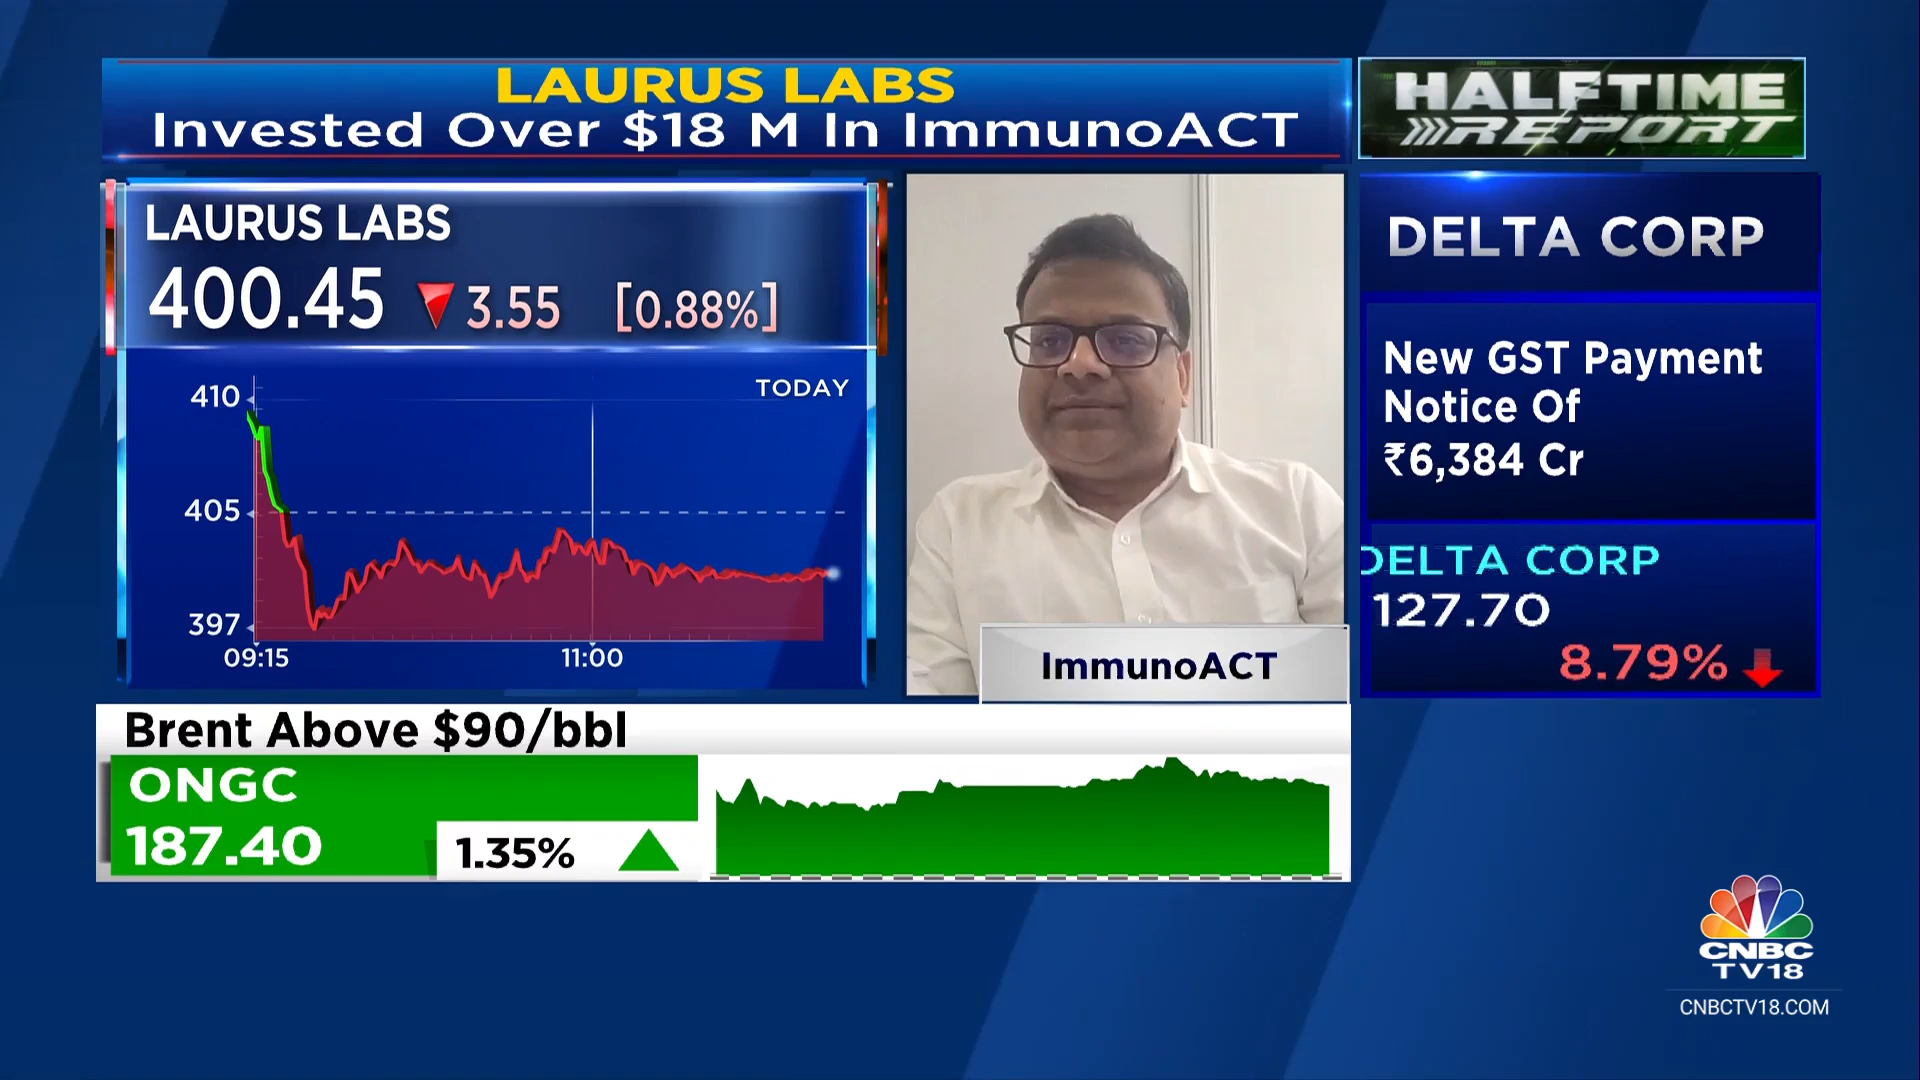 LAURUS LABS
Invested Over $18 M In ImmunoACT
HALFTIME
REPORT
LAURUS LABS
400.45 ▼ 3.55 [0.88%]
TODAY
410
405
397
09:15 11:00
ImmunoACT
DELTA CORP
New GST Payment
Notice Of
₹6,384 Cr
DELTA CORP
127.70
8.79%
Brent Above $90/bbl
ONGC
187.40
1.35%
CNBC
TV18
CNBCTV18.COM